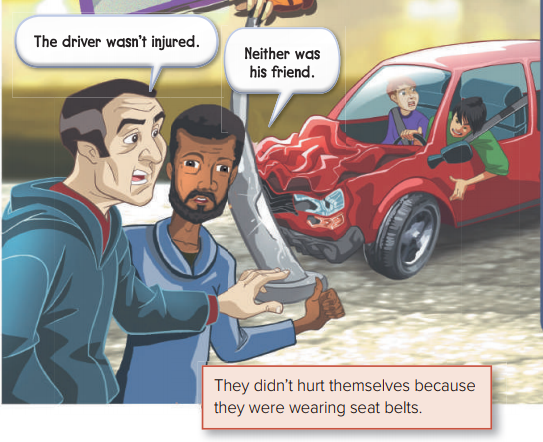 The driver wasn't injured.
Neither was
his friend.
They didn't hurt themselves because
they were wearing seat belts.